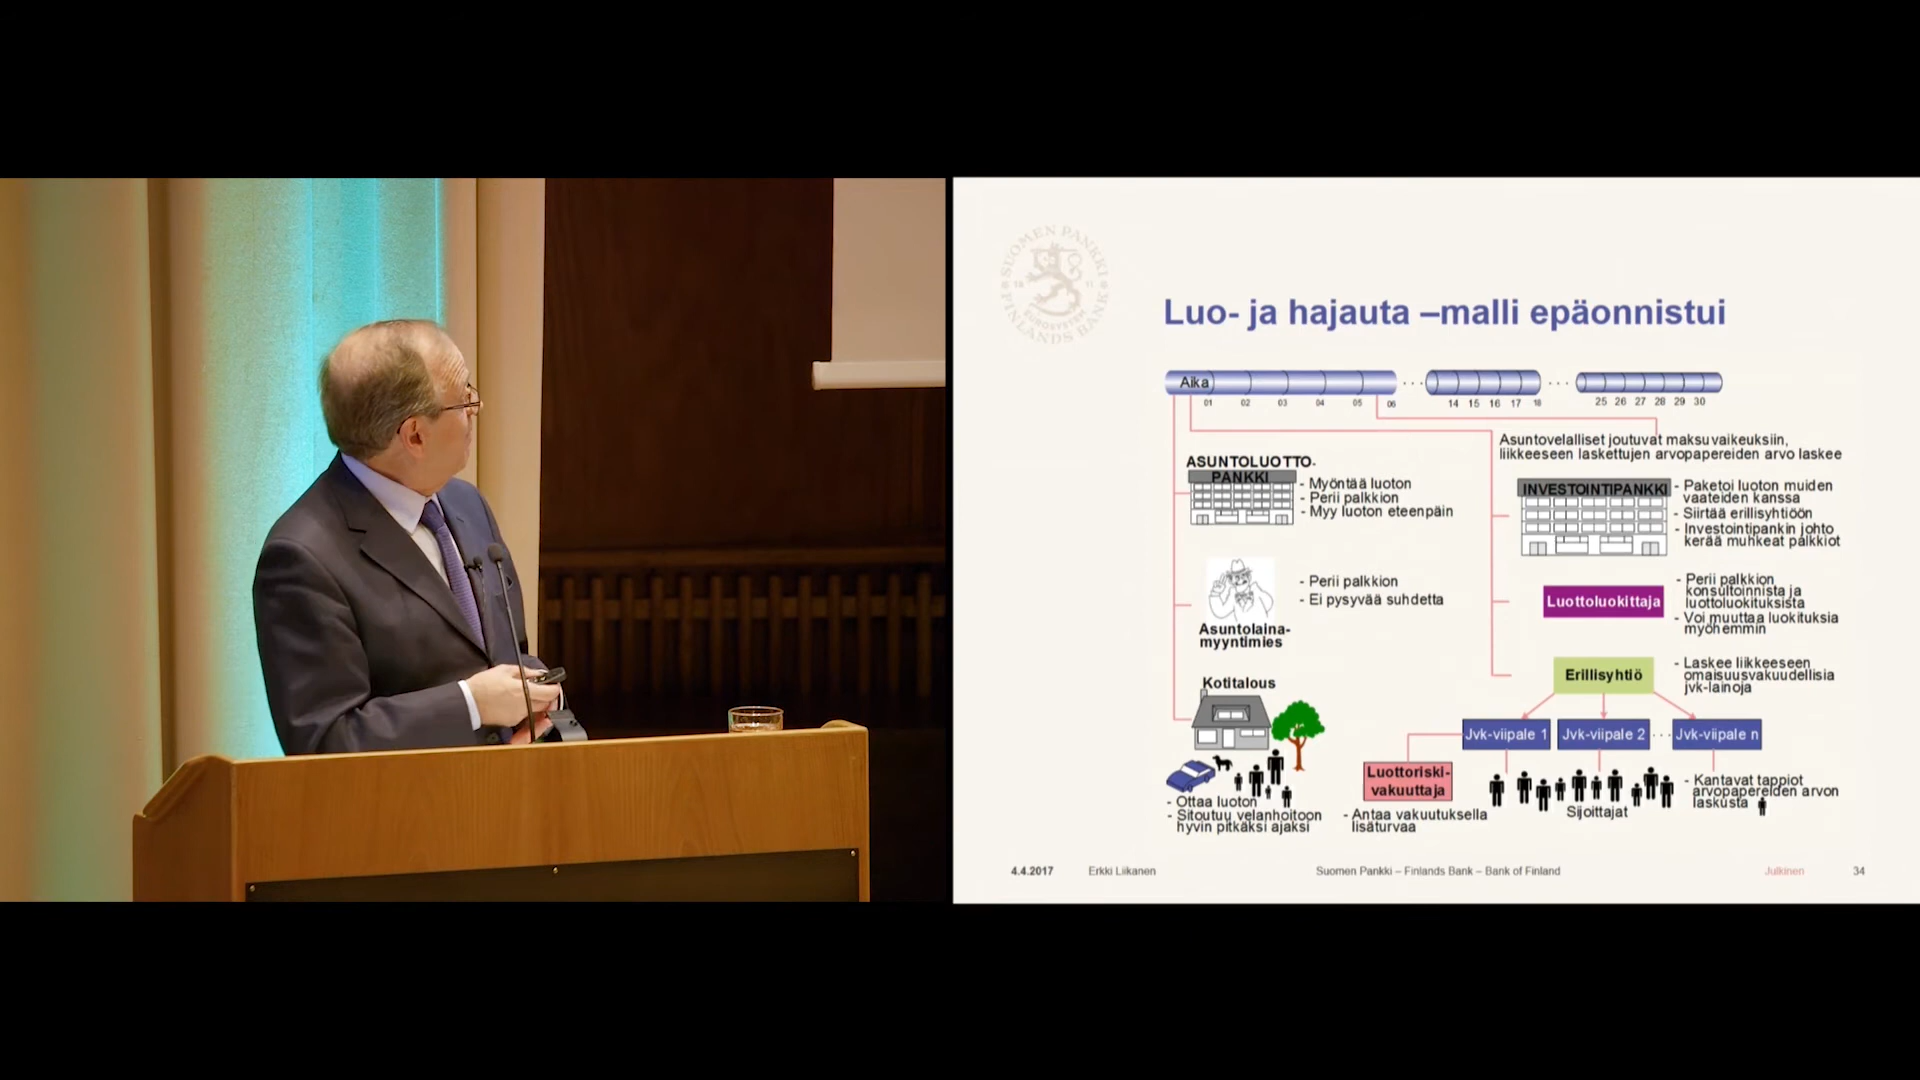 SUOMEN PANKKI
FINLANDS BANK
EUROSYSTEM
18 11
Luo- ja hajauta –malli epäonnistui
Aika
01 02 03 04 05 06 14 15 16 17 18 25 26 27 28 29 30
Asuntovelalliset joutuvat maksuvaikeuksiin,
liikkeeseen laskettujen arvopapereiden arvo laskee
ASUNTOLUOTTO-
PANKKI
- Myöntää luoton
- Perii palkkion
- Myy luoton eteenpäin
INVESTOINTIPANKKI
- Paketoi luoton muiden
vaateiden kanssa
- Siirtää erillisyhtiöön
- Investointipankin johto
kerää muhkeat palkkiot
- Perii palkkion
- Ei pysyvää suhdetta
Asuntolaina-
myyntimies
Luottoluokittaja
- Perii palkkion
konsultoinnista ja
luottoluokituksista
- Voi muuttaa luokituksia
myöhemmin
Kotitalous
- Ottaa luoton
- Sitoutuu velanhoitoon
hyvin pitkäksi ajaksi
Erillisyhtiö
- Laskee liikkeeseen
omaisuusvakuudellisia
jvk-lainoja
Jvk-viipale 1
Jvk-viipale 2
Jvk-viipale n
Luottoriski-
vakuuttaja
- Antaa vakuutuksella
lisäturvaa
Sijoittajat
- Kantavat tappiot
arvopapereiden arvon
laskusta
4.4.2017 Erkki Liikanen Suomen Pankki – Finlands Bank – Bank of Finland Julkinen 34